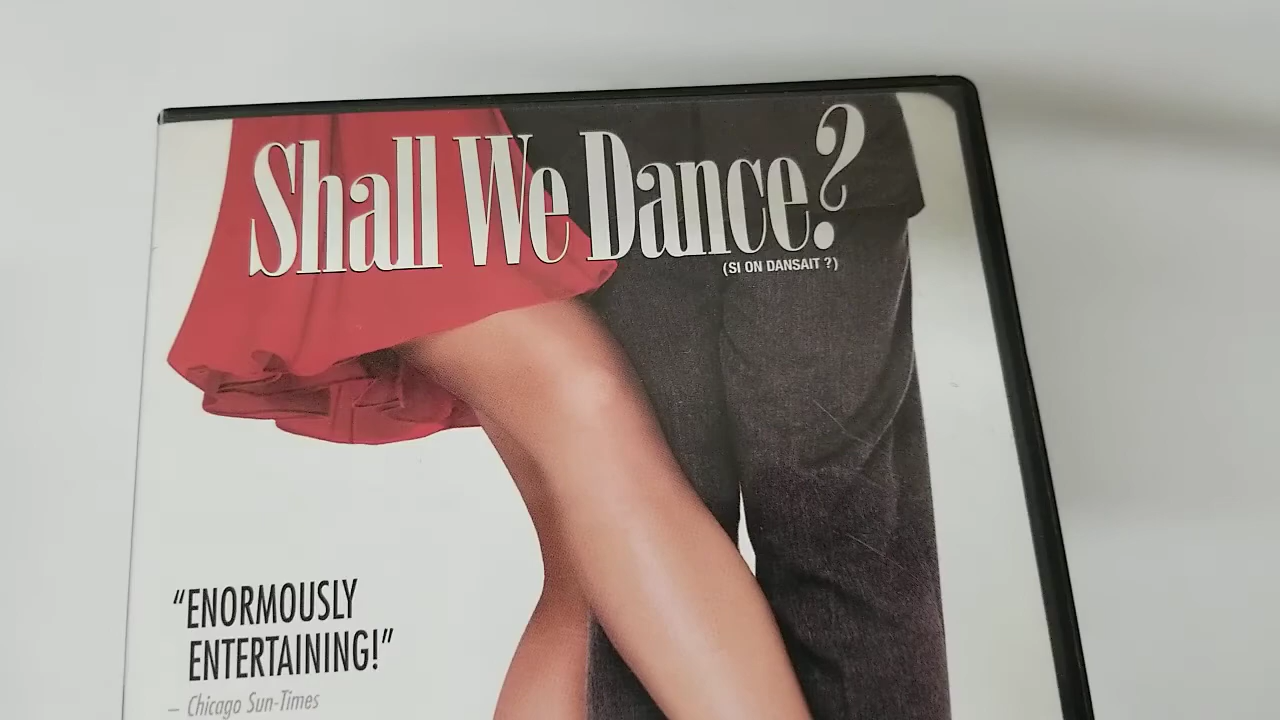 Shall We Dance?
(SI ON DANSAIT ?)
“ENORMOUSLY
ENTERTAINING!”
– Chicago Sun-Times